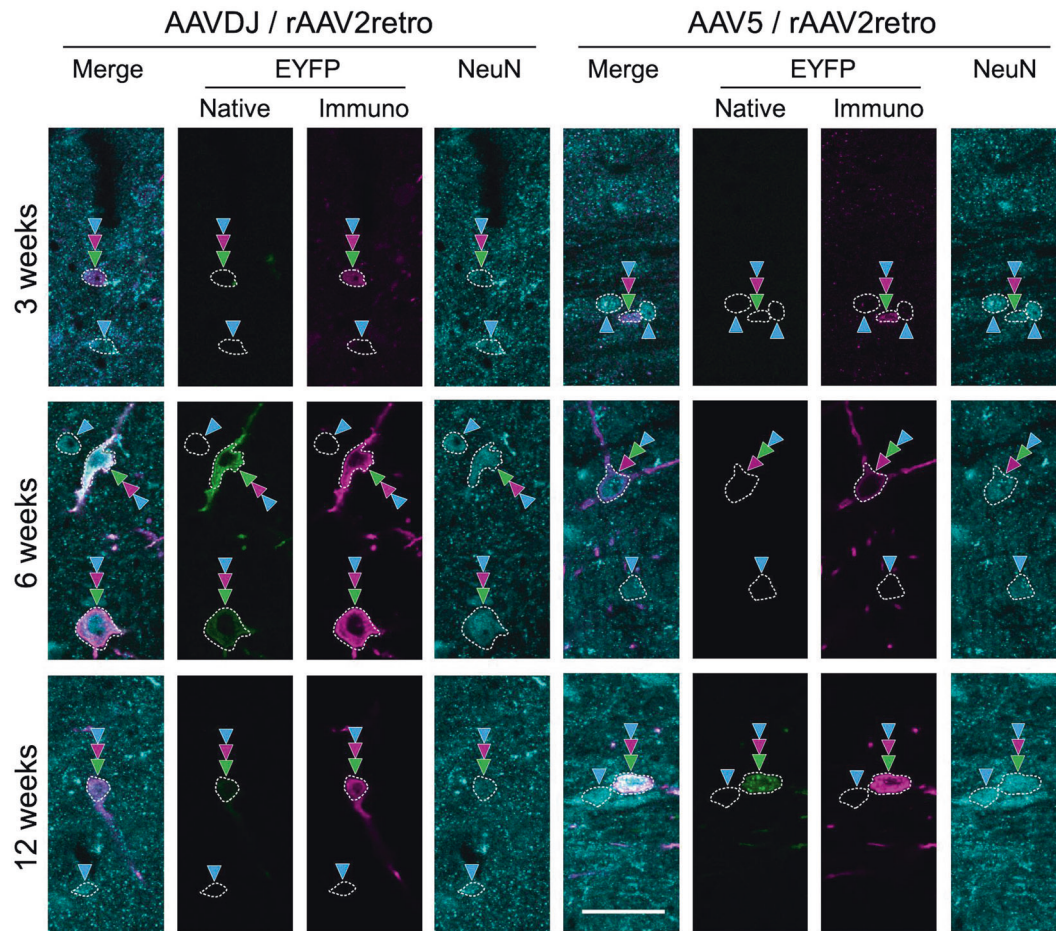 AAVDJ / rAAV2retro AAV5 / rAAV2retro
Merge EYFP NeuN Merge EYFP NeuN
Native Immuno Native Immuno
3 weeks
6 weeks
12 weeks